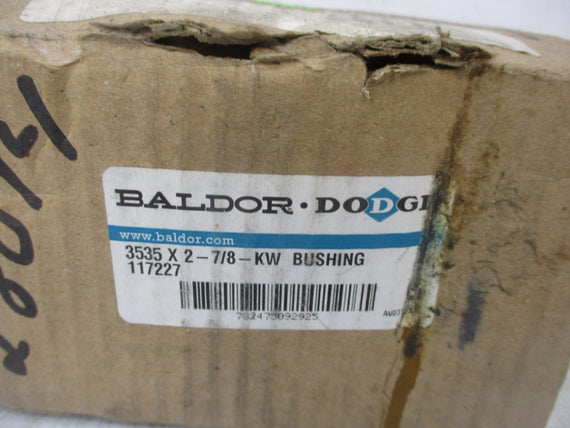 BALDOR · DODGE
www.baldor.com
3535 X 2-7/8-KW BUSHING
117227
782475092925